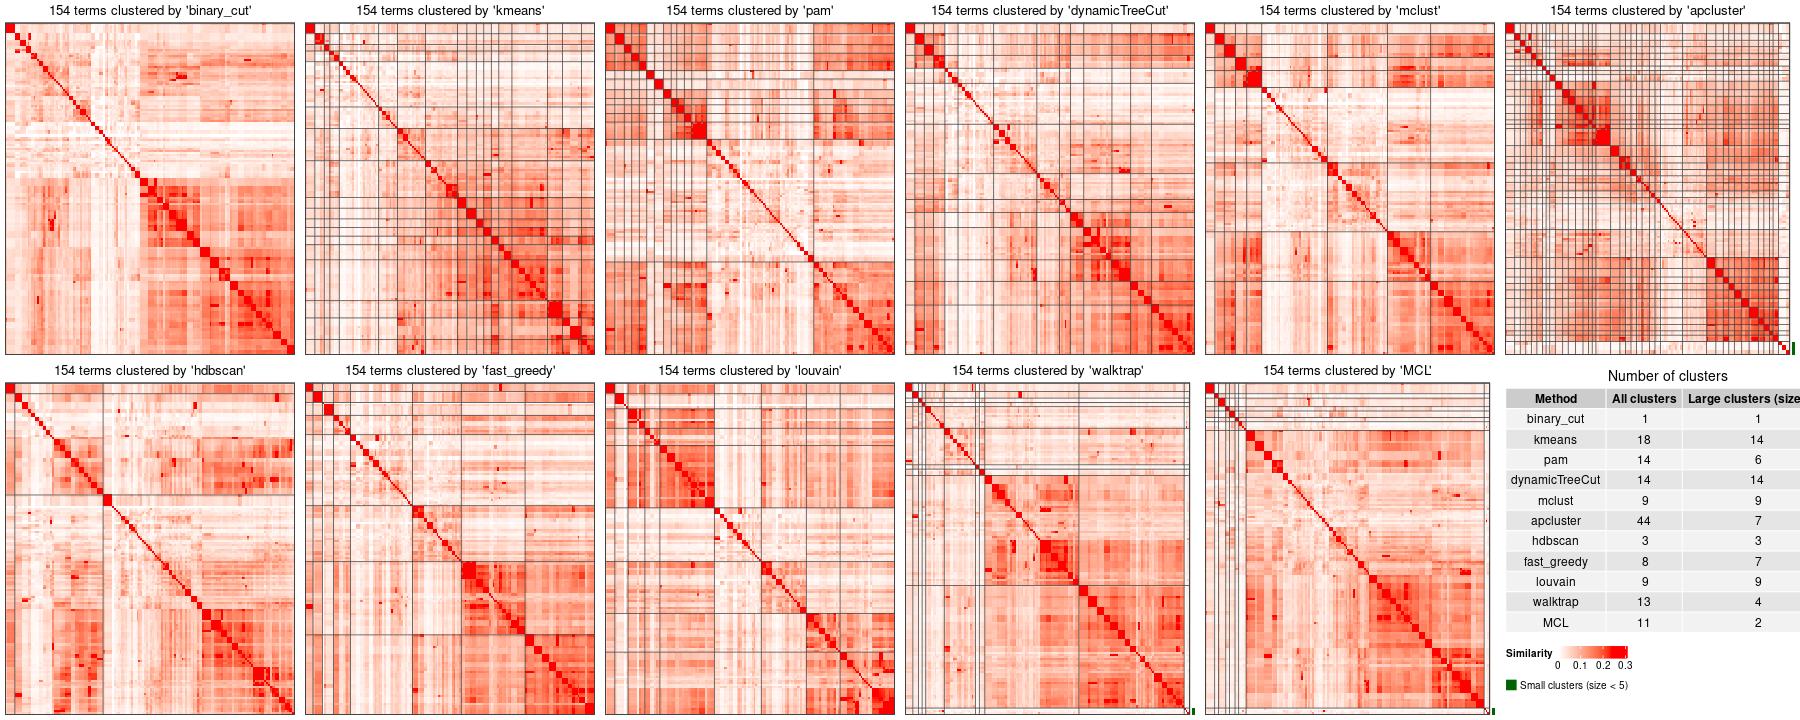 154 terms clustered by 'binary_cut'
154 terms clustered by 'kmeans'
154 terms clustered by 'pam'
154 terms clustered by 'dynamicTreeCut'
154 terms clustered by 'mclust'
154 terms clustered by 'apcluster'
154 terms clustered by 'hdbscan'
154 terms clustered by 'fast_greedy'
154 terms clustered by 'louvain'
154 terms clustered by 'walktrap'
154 terms clustered by 'MCL'
Number of clusters
Method All clusters Large clusters (size
binary_cut 1 1
kmeans 18 14
pam 14 6
dynamicTreeCut 14 14
mclust 9 9
apcluster 44 7
hdbscan 3 3
fast_greedy 8 7
louvain 9 9
walktrap 13 4
MCL 11 2
Similarity
0 0.1 0.2 0.3
Small clusters (size < 5)